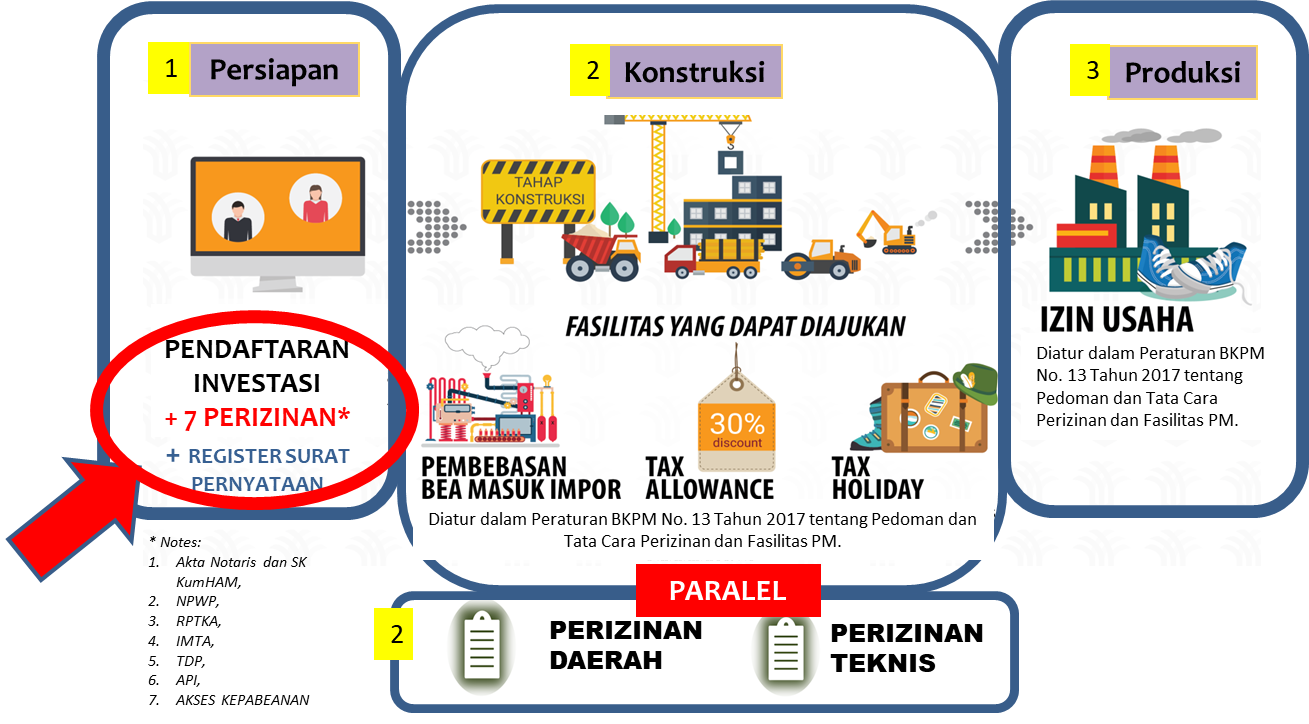 1 Persiapan
PENDAFTARAN
INVESTASI
+ 7 PERIZINAN*
+ REGISTER SURAT
PERNYATAAN
* Notes:
1. Akta Notaris dan SK
KumHAM,
2. NPWP,
3. RPTKA,
4. IMTA,
5. TDP,
6. API,
7. AKSES KEPABEANAN
2 Konstruksi
TAHAP
KONSTRUKSI
FASILITAS YANG DAPAT DIAJUKAN
30%
discount
PEMBEBASAN
BEA MASUK IMPOR
TAX
ALLOWANCE
TAX
HOLIDAY
Diatur dalam Peraturan BKPM No. 13 Tahun 2017 tentang Pedoman dan
Tata Cara Perizinan dan Fasilitas PM.
PARALEL
2
PERIZINAN
DAERAH
PERIZINAN
TEKNIS
3 Produksi
IZIN USAHA
Diatur dalam Peraturan BKPM
No. 13 Tahun 2017 tentang
Pedoman dan Tata Cara
Perizinan dan Fasilitas PM.